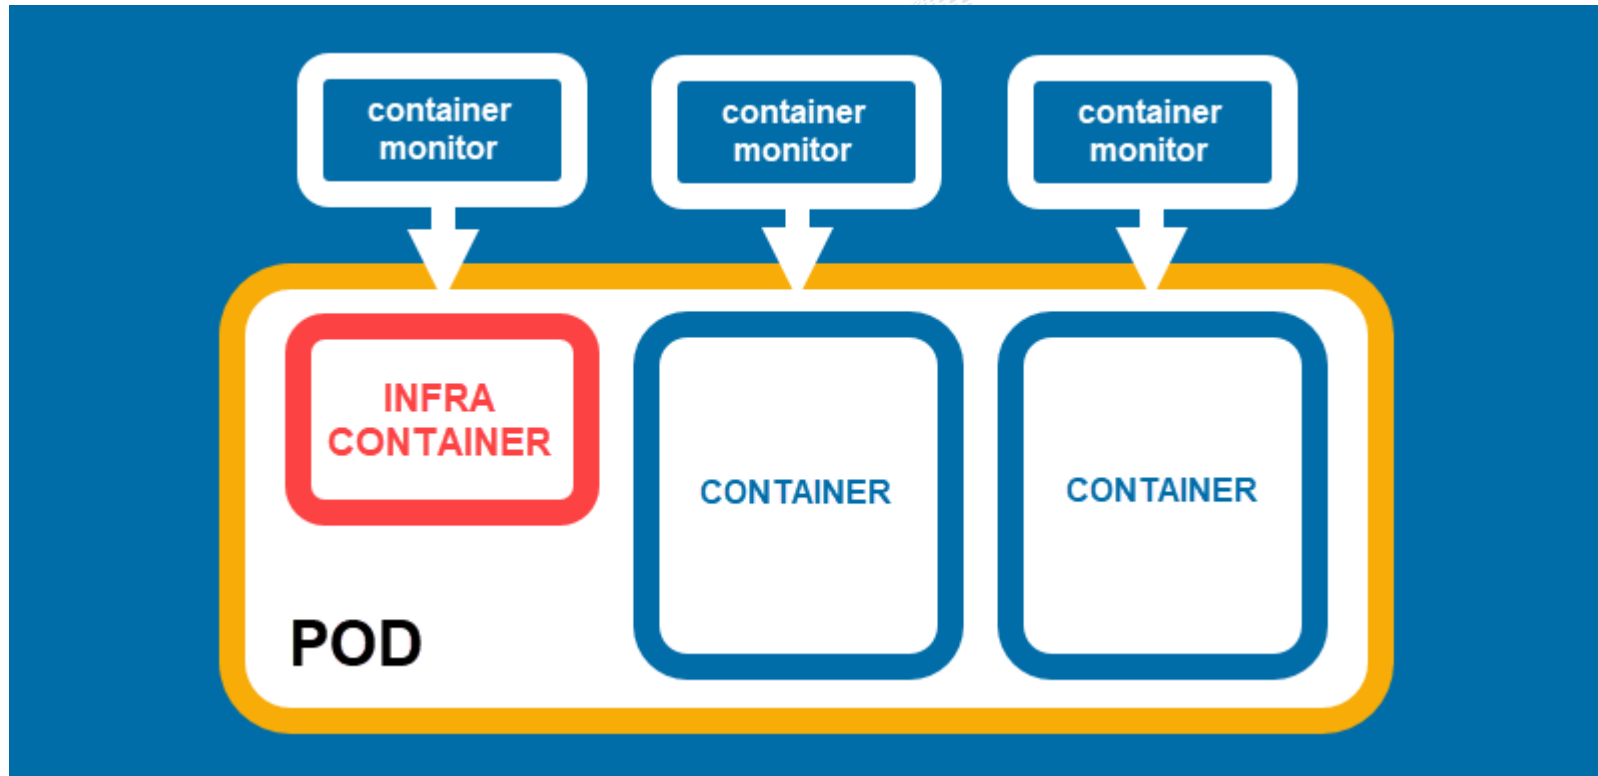 container
monitor
container
monitor
container
monitor
INFRA
CONTAINER
CONTAINER
CONTAINER
POD